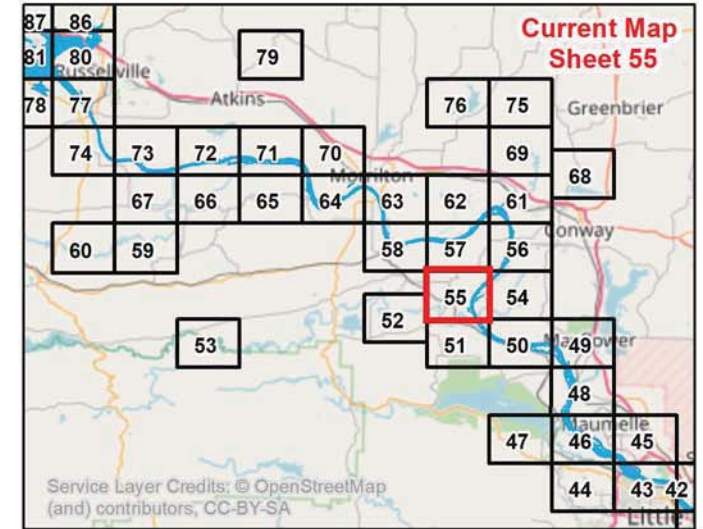 87 86
Current Map
Sheet 55
81 80
Russellville
79
78 77
Atkins
76 75
Greenbrier
74 73 72 71 70
69
68
Morrilton
67 66 65 64 63 62 61
Conway
60 59
58 57 56
55 54
52
53
51 50 49
Mayflower
48
Maumelle
47 46 45
44 43 42
Service Layer Credits: © OpenStreetMap
(and) contributors, CC-BY-SA
Little